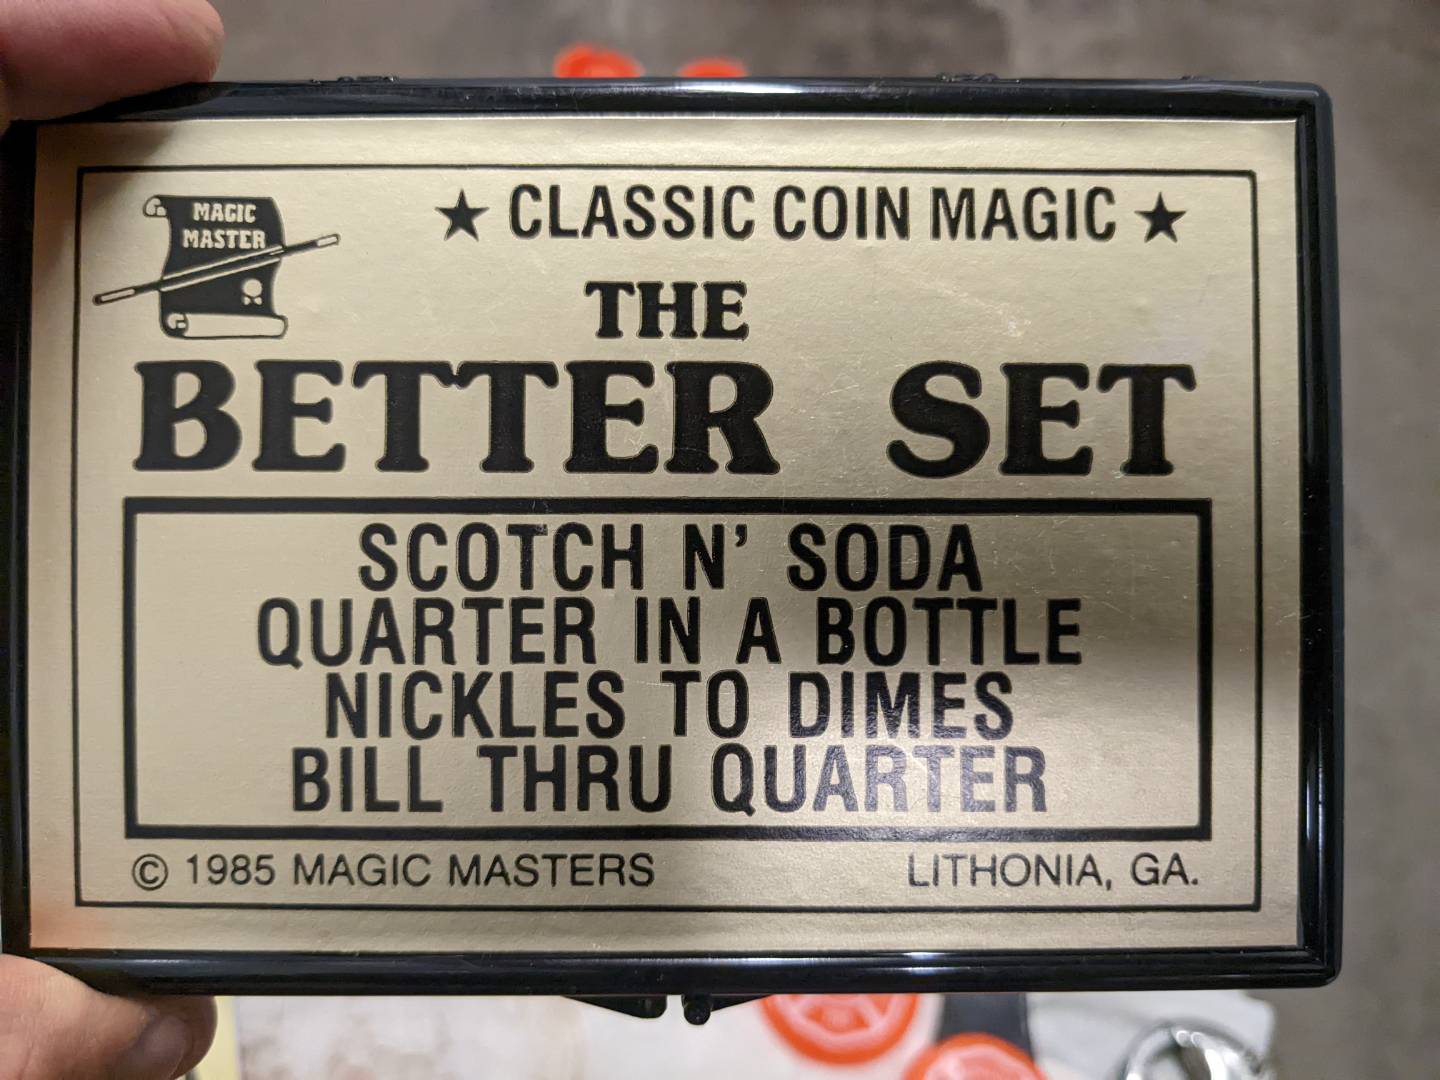 MAGIC
MASTER
★ CLASSIC COIN MAGIC ★
THE
BETTER SET
SCOTCH N' SODA
QUARTER IN A BOTTLE
NICKLES TO DIMES
BILL THRU QUARTER
© 1985 MAGIC MASTERS LITHONIA, GA.